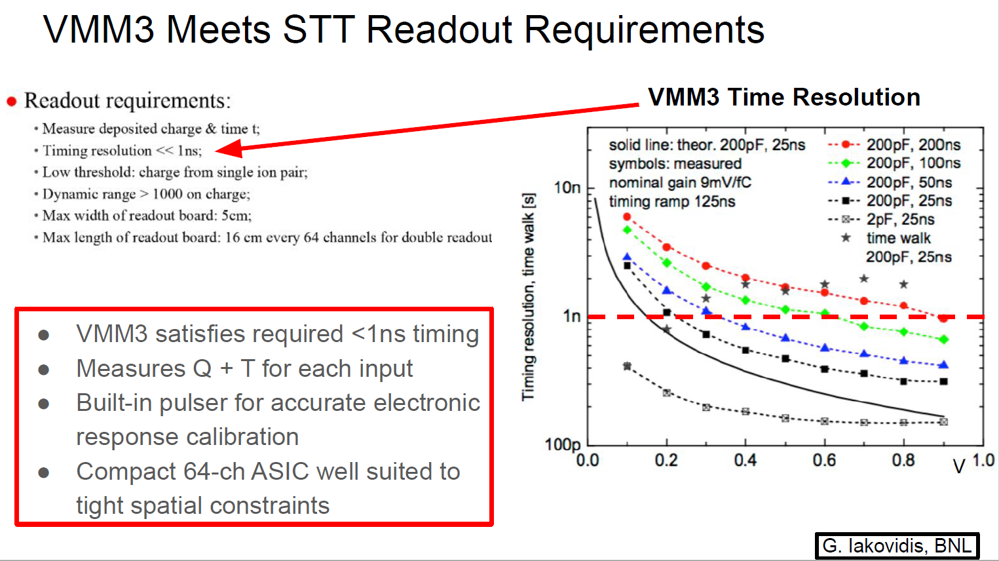 VMM3 Meets STT Readout Requirements
• Readout requirements:
• Measure deposited charge & time t;
• Timing resolution << 1ns;
• Low threshold: charge from single ion pair;
• Dynamic range > 1000 on charge;
• Max width of readout board: 5cm;
• Max length of readout board: 16 cm every 64 channels for double readout
● VMM3 satisfies required <1ns timing
● Measures Q + T for each input
● Built-in pulser for accurate electronic
response calibration
● Compact 64-ch ASIC well suited to
tight spatial constraints
VMM3 Time Resolution
solid line: theor. 200pF, 25ns
symbols: measured
nominal gain 9mV/fC
timing ramp 125ns
200pF, 200ns
200pF, 100ns
200pF, 50ns
200pF, 25ns
2pF, 25ns
time walk
200pF, 25ns
Timing resolution, time walk [s]
10n
1n
100p
0.0 0.2 0.4 0.6 0.8 V 1.0
G. Iakovidis, BNL